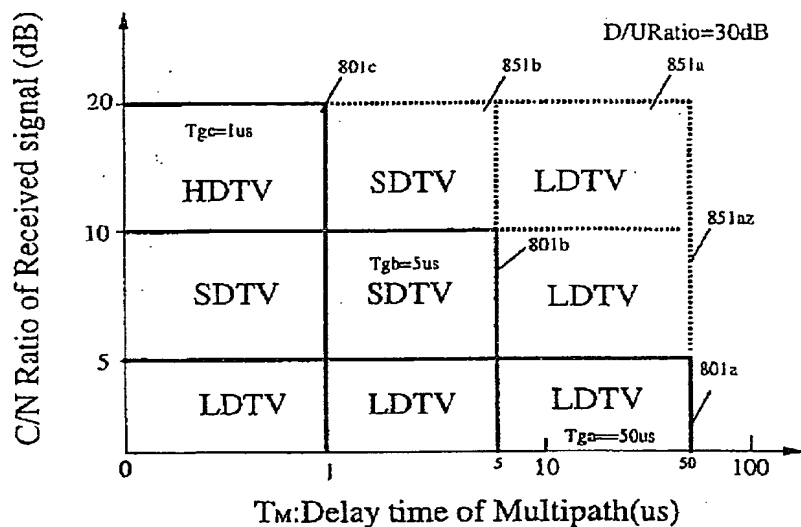 D/URatio=30dB
801c
851b
851a
20
Tgc=1us
HDTV
SDTV
LDTV
851az
10
Tgb=5us
801b
SDTV
SDTV
LDTV
5
801a
LDTV
LDTV
LDTV
Tga=50us
0
1
5
10
50
100
C/N Ratio of Received signal (dB)
TM:Delay time of Multipath(us)